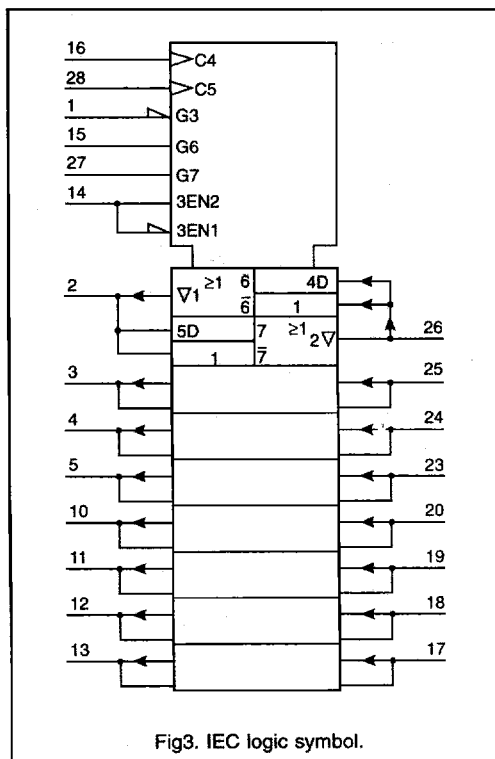 16 C4
28 C5
1 G3
15 G6
27 G7
14 3EN2
3EN1
2 ▽1 ≥1 6 4D
6̅ 1
5D 7 ≥1 2▽ 26
1 7̅
3 25
4 24
5 23
10 20
11 19
12 18
13 17
Fig3. IEC logic symbol.